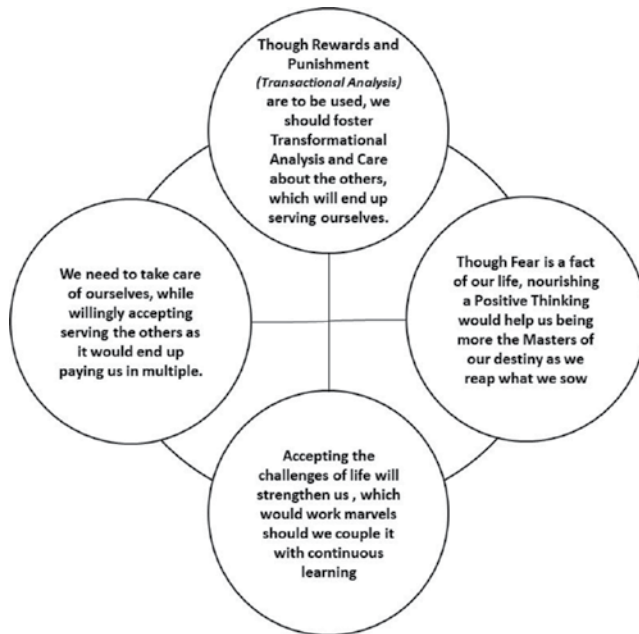 Though Rewards and
Punishment
(Transactional Analysis)
are to be used, we
should foster
Transformational
Analysis and Care
about the others,
which will end up
serving ourselves.
We need to take care
of ourselves, while
willingly accepting
serving the others as
it would end up
paying us in multiple.
Though Fear is a fact
of our life, nourishing
a Positive Thinking
would help us being
more the Masters of
our destiny as we
reap what we sow
Accepting the
challenges of life will
strengthen us , which
would work marvels
should we couple it
with continuous
learning